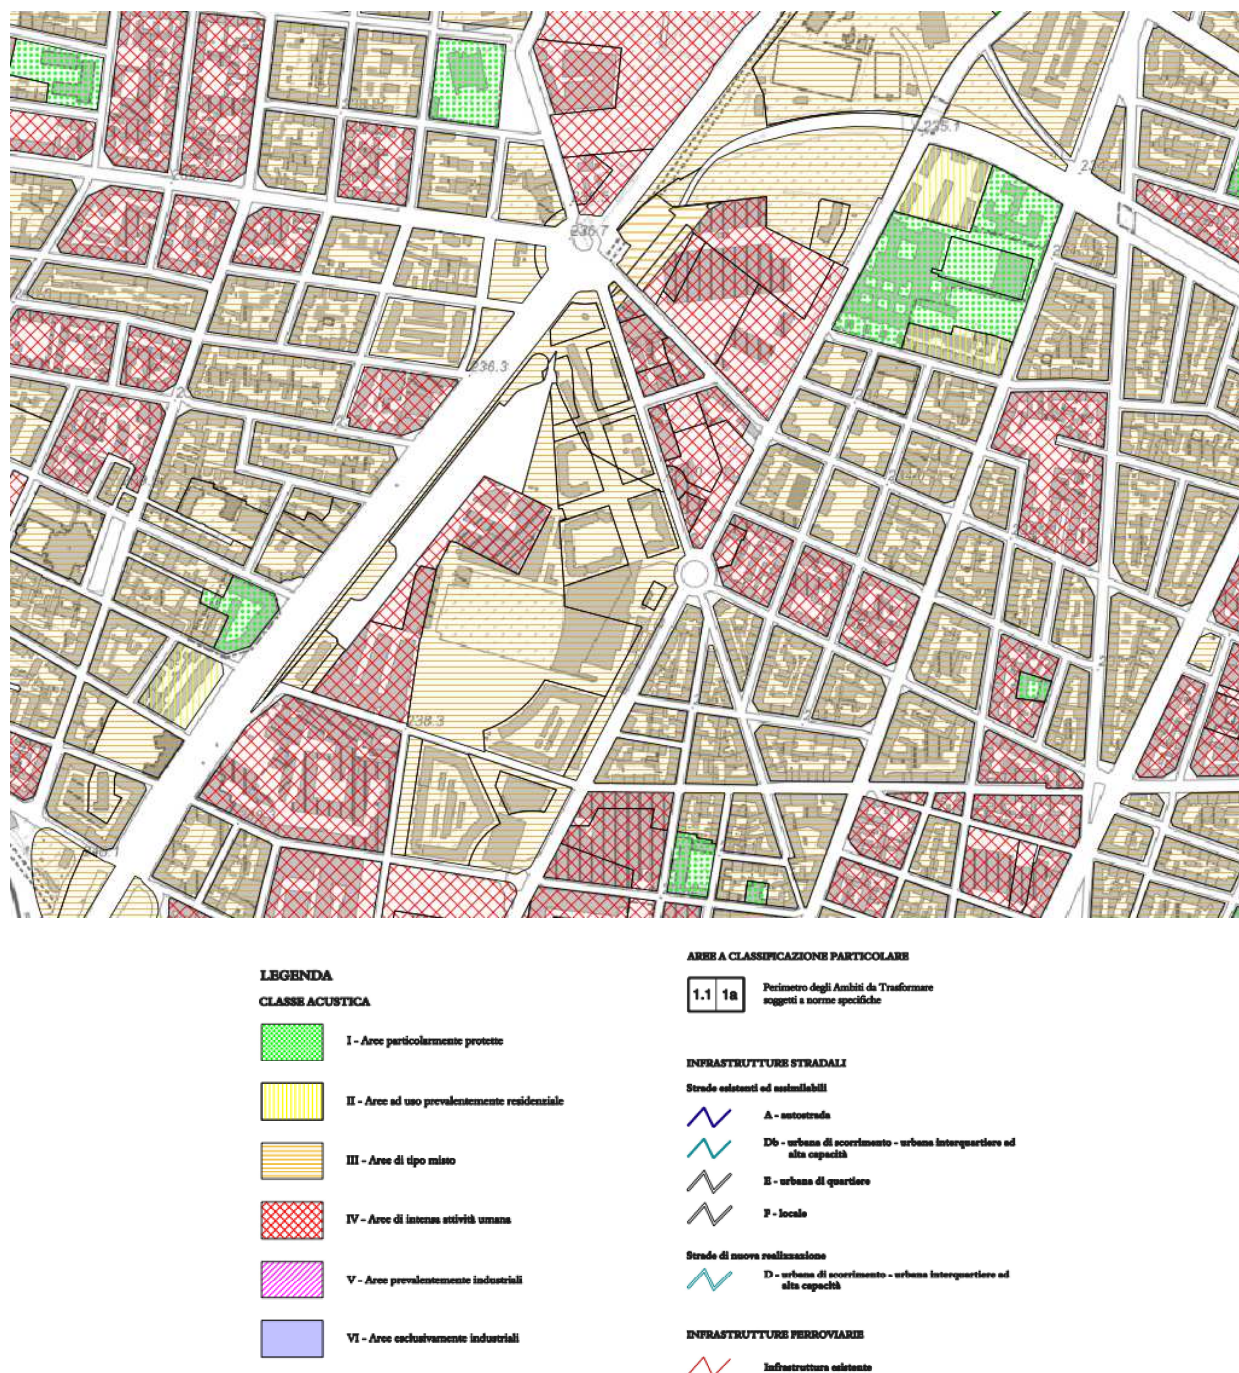 236.7
235.1
236.3
238.3
LEGENDA
CLASSE ACUSTICA
I - Aree particolarmente protette
II - Aree ad uso prevalentemente residenziale
III - Aree di tipo misto
IV - Aree di intensa attività umana
V - Aree prevalentemente industriali
VI - Aree esclusivamente industriali
AREE A CLASSIFICAZIONE PARTICOLARE
1.1 1a
Perimetro degli Ambiti da Trasformare
soggetti a norme specifiche
INFRASTRUTTURE STRADALI
Strade esistenti ed assimilabili
A - autostrada
Db - urbana di scorrimento - urbana interquartiere ad
alta capacità
E - urbana di quartiere
F - locale
Strade di nuova realizzazione
D - urbana di scorrimento - urbana interquartiere ad
alta capacità
INFRASTRUTTURE FERROVIARIE
Infrastruttura esistente